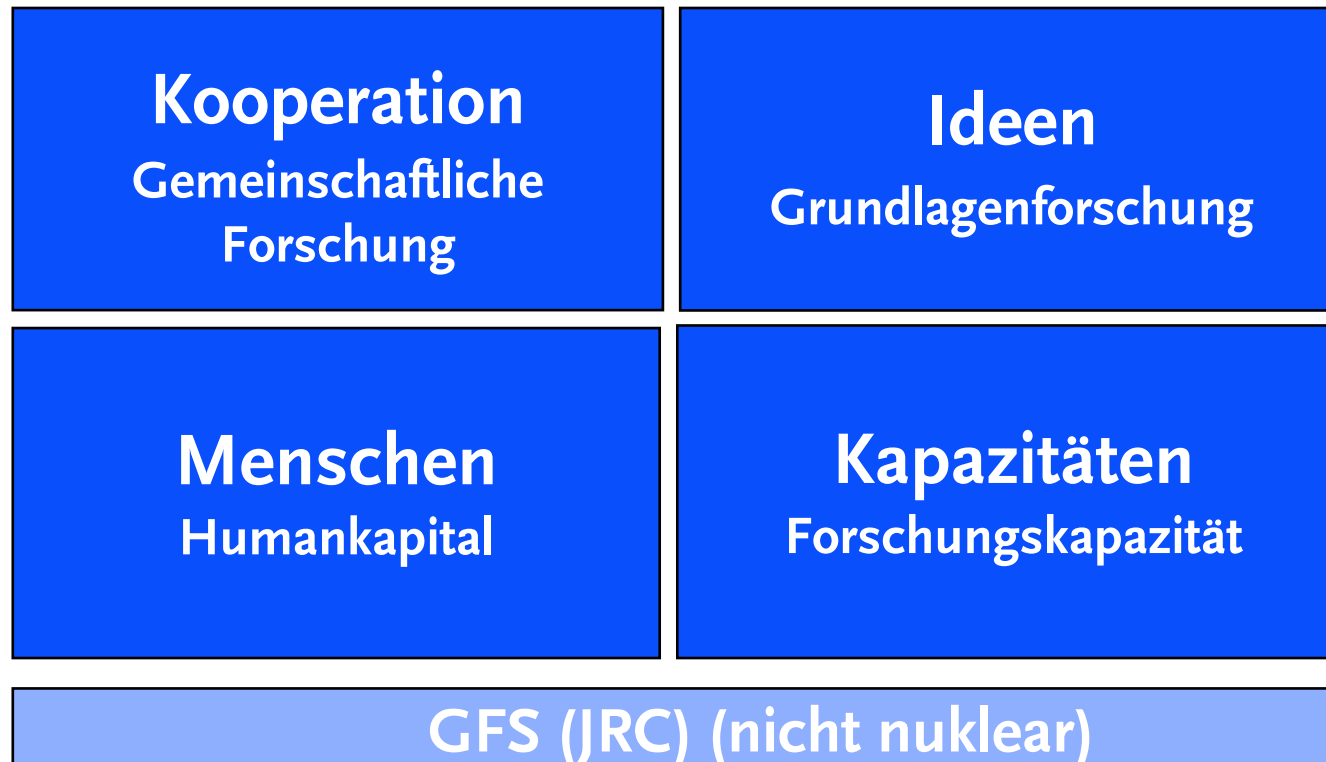 Kooperation
Gemeinschaftliche
Forschung
Ideen
Grundlagenforschung
Menschen
Humankapital
Kapazitäten
Forschungskapazität
GFS (JRC) (nicht nuklear)